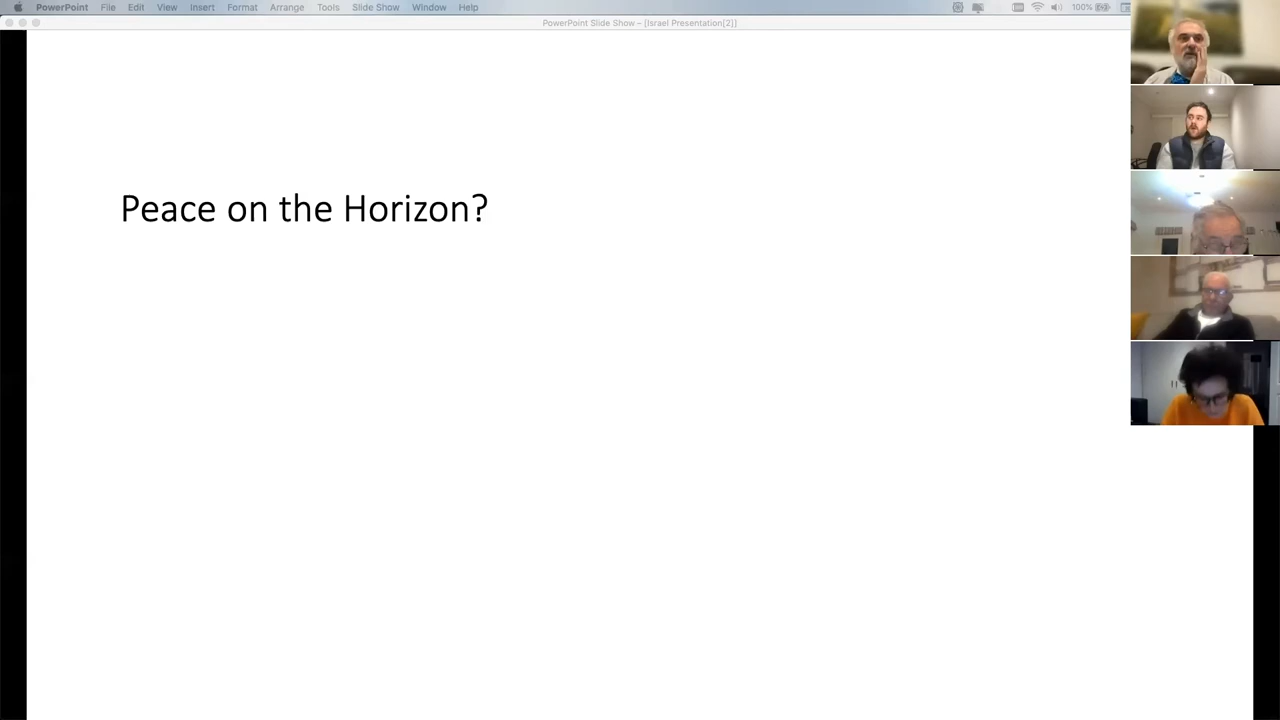 PowerPoint File Edit View Insert Format Arrange Tools Slide Show Window Help 100%
PowerPoint Slide Show – [Israel Presentation[2]]
Peace on the Horizon?